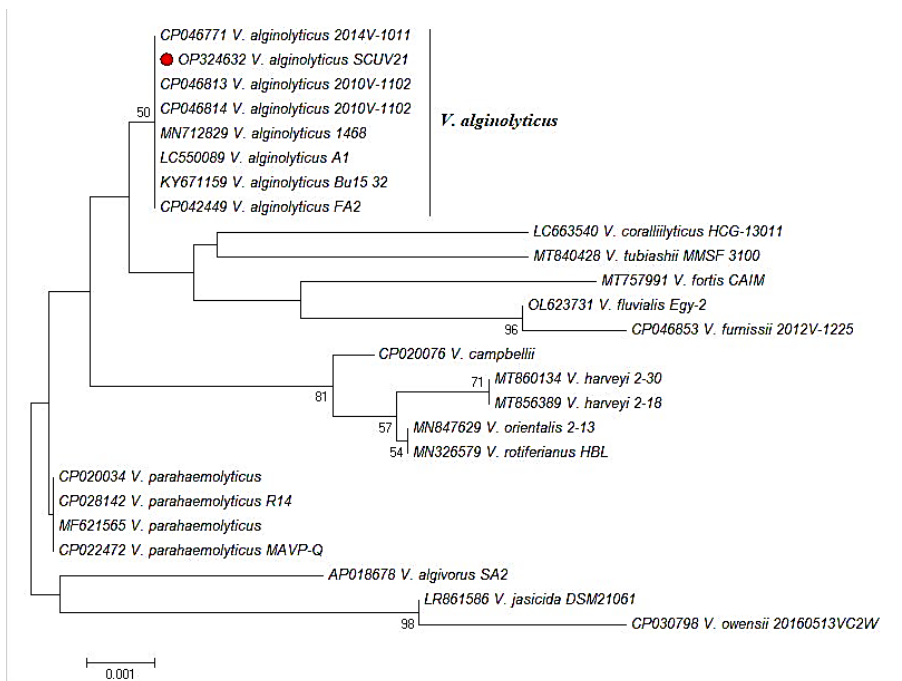 CP046771 V. alginolyticus 2014V-1011
OP324632 V. alginolyticus SCUV21
CP046813 V. alginolyticus 2010V-1102
50
CP046814 V. alginolyticus 2010V-1102
V. alginolyticus
MN712829 V. alginolyticus 1468
LC550089 V. alginolyticus A1
KY671159 V. alginolyticus Bu15 32
CP042449 V. alginolyticus FA2
LC663540 V. coralliilyticus HCG-13011
MT840428 V. tubiashii MMSF 3100
MT757991 V. fortis CAIM
OL623731 V. fluvialis Egy-2
96
CP046853 V. furnissii 2012V-1225
CP020076 V. campbellii
81
71
MT860134 V. harveyi 2-30
MT856389 V. harveyi 2-18
57
MN847629 V. orientalis 2-13
54
MN326579 V. rotiferianus HBL
CP020034 V. parahaemolyticus
CP028142 V. parahaemolyticus R14
MF621565 V. parahaemolyticus
CP022472 V. parahaemolyticus MAVP-Q
AP018678 V. algivorus SA2
LR861586 V. jasicida DSM21061
98
CP030798 V. owensii 20160513VC2W
0.001